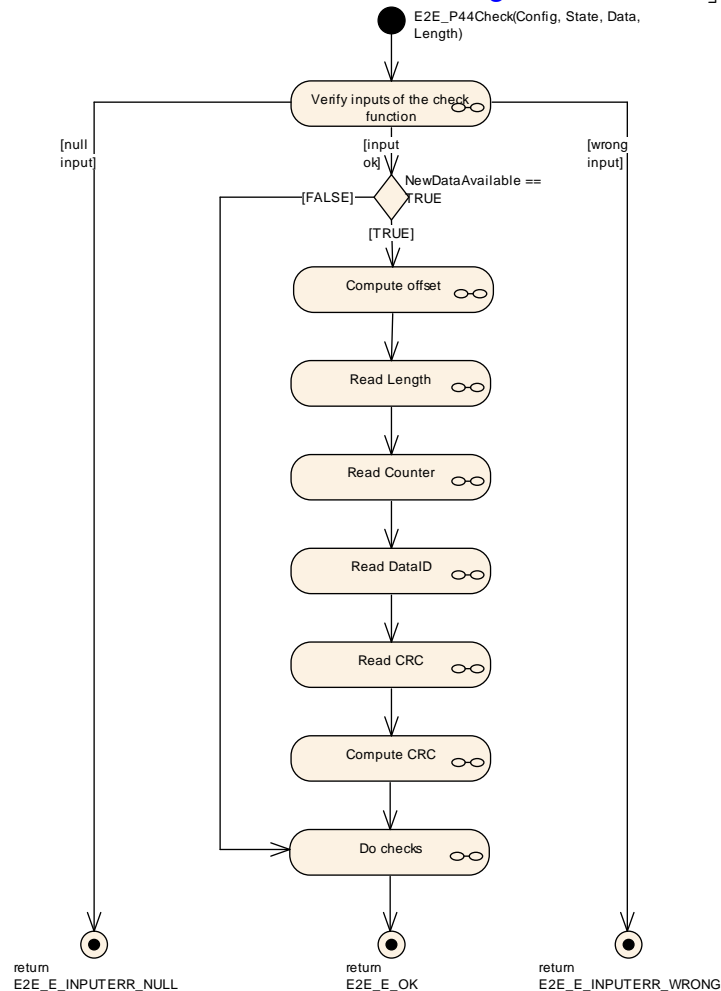 E2E_P44Check(Config, State, Data,
Length)
Verify inputs of the check
function
[null
input]
[input
ok]
[wrong
input]
NewDataAvailable ==
TRUE
[FALSE]
[TRUE]
Compute offset
Read Length
Read Counter
Read DataID
Read CRC
Compute CRC
Do checks
return
E2E_E_INPUTERR_NULL
return
E2E_E_OK
return
E2E_E_INPUTERR_WRONG